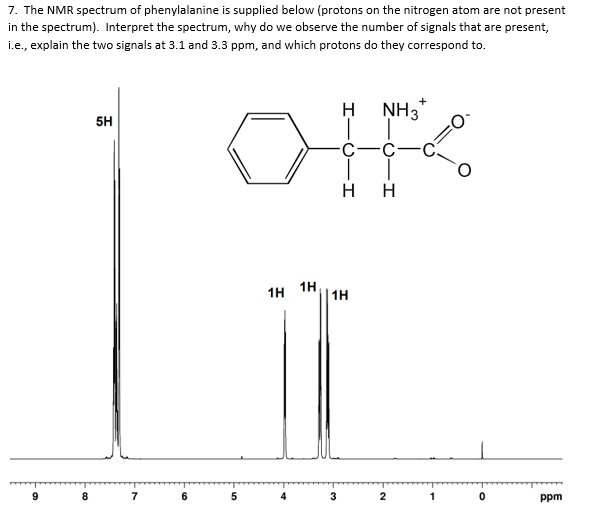 7. The NMR spectrum of phenylalanine is supplied below (protons on the nitrogen atom are not present
in the spectrum). Interpret the spectrum, why do we observe the number of signals that are present,
i.e., explain the two signals at 3.1 and 3.3 ppm, and which protons do they correspond to.
H NH3+
O-
C C C
O
H H
5H
1H 1H 1H
9 8 7 6 5 4 3 2 1 0 ppm